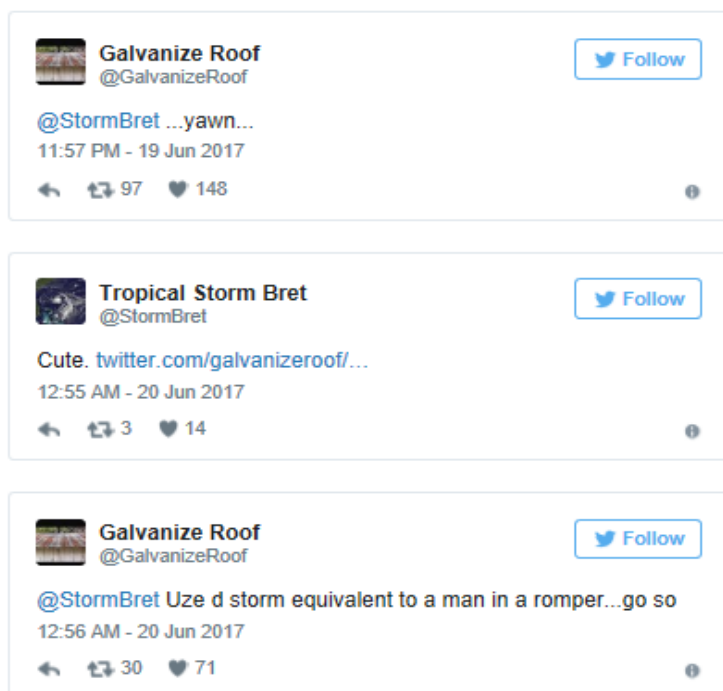 Galvanize Roof
@GalvanizeRoof
Follow
@StormBret ...yawn...
11:57 PM - 19 Jun 2017
97 148
Tropical Storm Bret
@StormBret
Follow
Cute. twitter.com/galvanizeroof/...
12:55 AM - 20 Jun 2017
3 14
Galvanize Roof
@GalvanizeRoof
Follow
@StormBret Uze d storm equivalent to a man in a romper...go so
12:56 AM - 20 Jun 2017
30 71